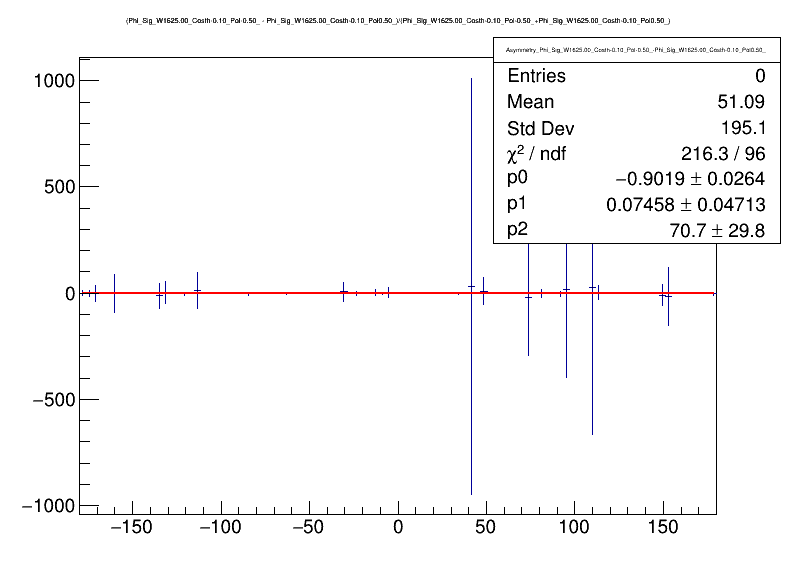 (Phi_Sig_W1625.00_Costh-0.10_Pol-0.50_ - Phi_Sig_W1625.00_Costh-0.10_Pol0.50_)/(Phi_Sig_W1625.00_Costh-0.10_Pol-0.50_+Phi_Sig_W1625.00_Costh-0.10_Pol0.50_)
Asymmetry_Phi_Sig_W1625.00_Costh-0.10_Pol-0.50_-Phi_Sig_W1625.00_Costh-0.10_Pol0.50_
Entries 0
Mean 51.09
Std Dev 195.1
χ² / ndf 216.3 / 96
p0 −0.9019 ± 0.0264
p1 0.07458 ± 0.04713
p2 70.7 ± 29.8
1000
500
0
−500
−1000
−150 −100 −50 0 50 100 150